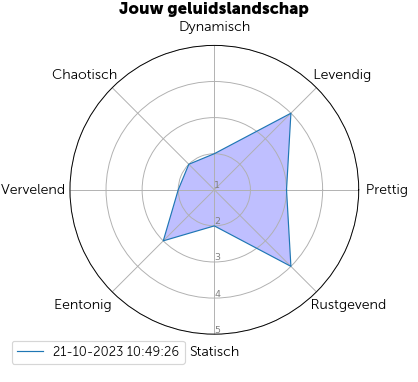 Jouw geluidslandschap
Dynamisch
Chaotisch
Levendig
Vervelend
1
Prettig
2
3
4
Eentonig
Rustgevend
5
21-10-2023 10:49:26
Statisch